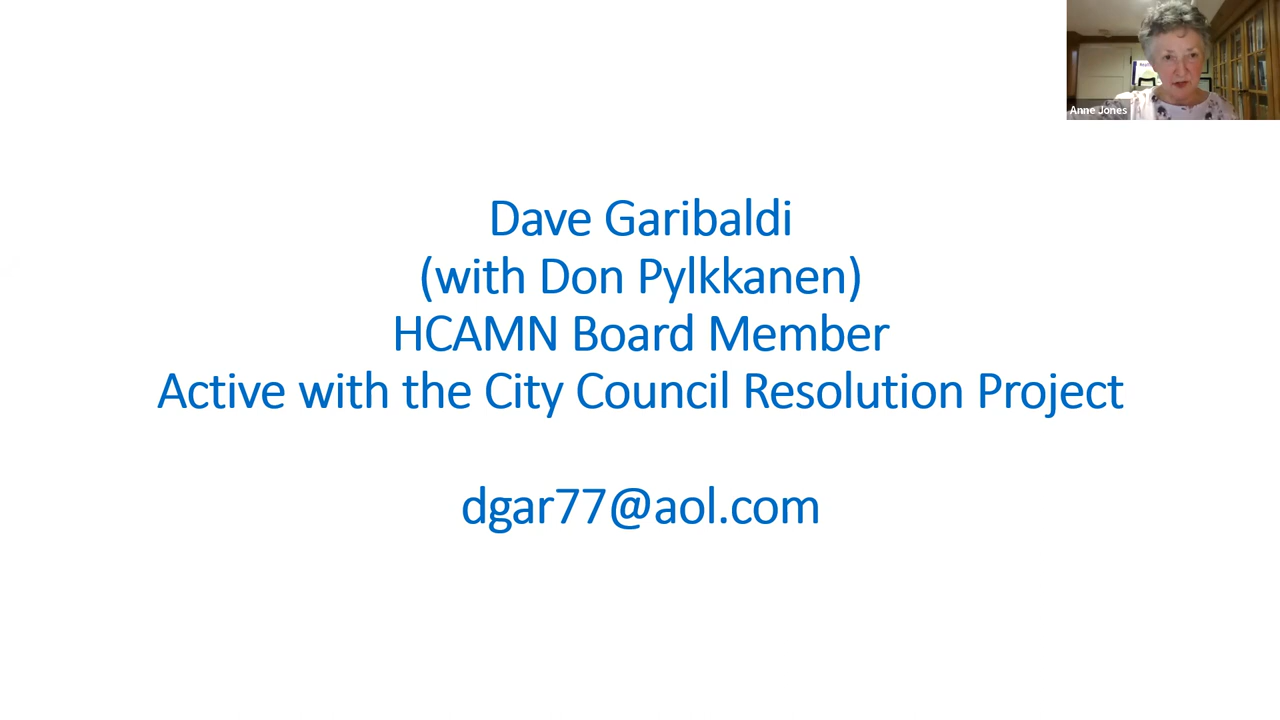 Anne Jones
Dave Garibaldi
(with Don Pylkkanen)
HCAMN Board Member
Active with the City Council Resolution Project
dgar77@aol.com